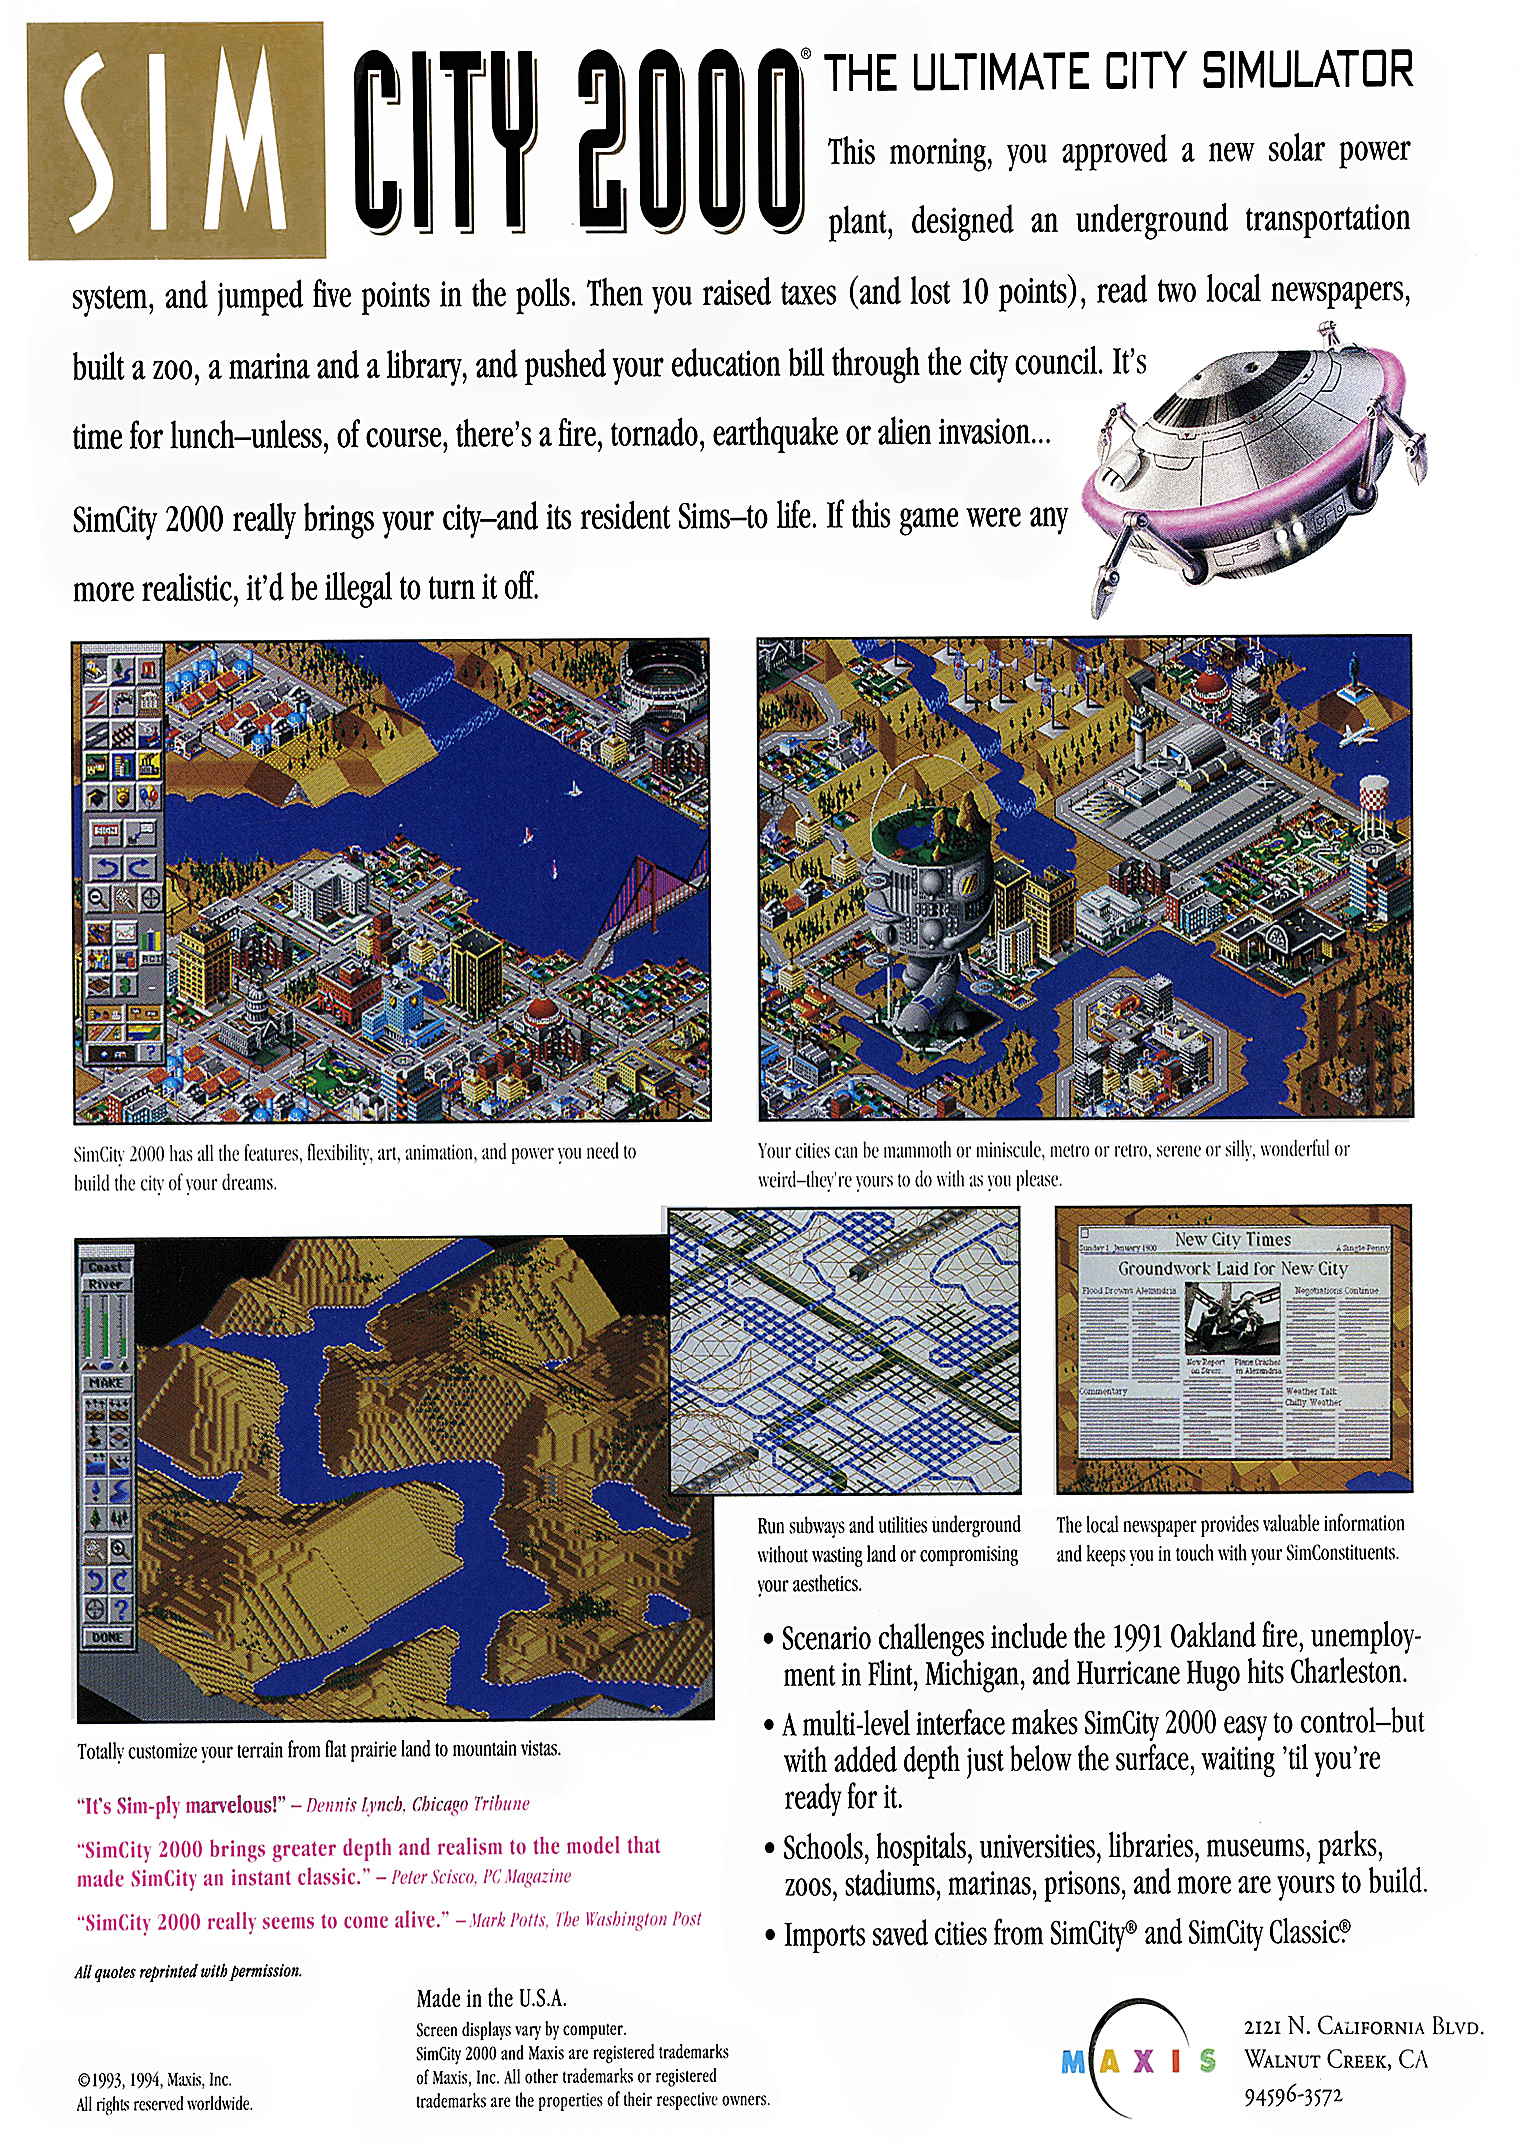 SIM CITY 2000® THE ULTIMATE CITY SIMULATOR
This morning, you approved a new solar power
plant, designed an underground transportation
system, and jumped five points in the polls. Then you raised taxes (and lost 10 points), read two local newspapers,
built a zoo, a marina and a library, and pushed your education bill through the city council. It's
time for lunch–unless, of course, there's a fire, tornado, earthquake or alien invasion...
SimCity 2000 really brings your city–and its resident Sims–to life. If this game were any
more realistic, it'd be illegal to turn it off.
SIGN
RCI
?
SimCity 2000 has all the features, flexibility, art, animation, and power you need to
build the city of your dreams.
Your cities can be mammoth or miniscule, metro or retro, serene or silly, wonderful or
weird–they're yours to do with as you please.
Coast
River
MAKE
?
DONE
New City Times
Sunday 1 January 1900
A Single Penny
Groundwork Laid for New City
Flood Drowns Alexandria
Negotiations Continue
New Report
on Stress
Plane Crashes
in Alexandria
Commentary
Weather Talk
Chilly Weather
Run subways and utilities underground
without wasting land or compromising
your aesthetics.
The local newspaper provides valuable information
and keeps you in touch with your SimConstituents.
Totally customize your terrain from flat prairie land to mountain vistas.
"It's Sim-ply marvelous!" – Dennis Lynch, Chicago Tribune
"SimCity 2000 brings greater depth and realism to the model that
made SimCity an instant classic." – Peter Scisco, PC Magazine
"SimCity 2000 really seems to come alive." – Mark Potts, The Washington Post
All quotes reprinted with permission.
• Scenario challenges include the 1991 Oakland fire, unemploy-
ment in Flint, Michigan, and Hurricane Hugo hits Charleston.
• A multi-level interface makes SimCity 2000 easy to control–but
with added depth just below the surface, waiting 'til you're
ready for it.
• Schools, hospitals, universities, libraries, museums, parks,
zoos, stadiums, marinas, prisons, and more are yours to build.
• Imports saved cities from SimCity® and SimCity Classic.®
©1993, 1994, Maxis, Inc.
All rights reserved worldwide.
Made in the U.S.A.
Screen displays vary by computer.
SimCity 2000 and Maxis are registered trademarks
of Maxis, Inc. All other trademarks or registered
trademarks are the properties of their respective owners.
MAXIS
2121 N. California Blvd.
Walnut Creek, CA
94596-3572